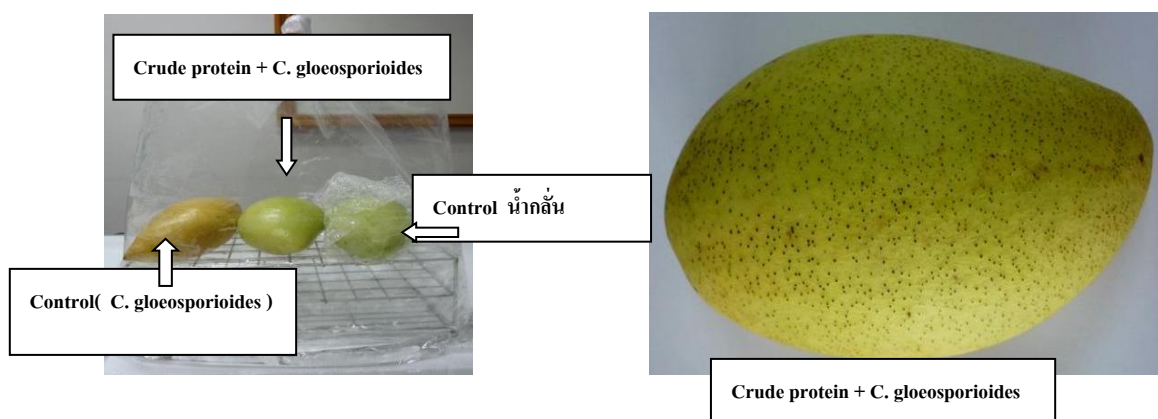 Crude protein + C. gloeosporioides
Control น้ำกลั่น
Control( C. gloeosporioides )
Crude protein + C. gloeosporioides